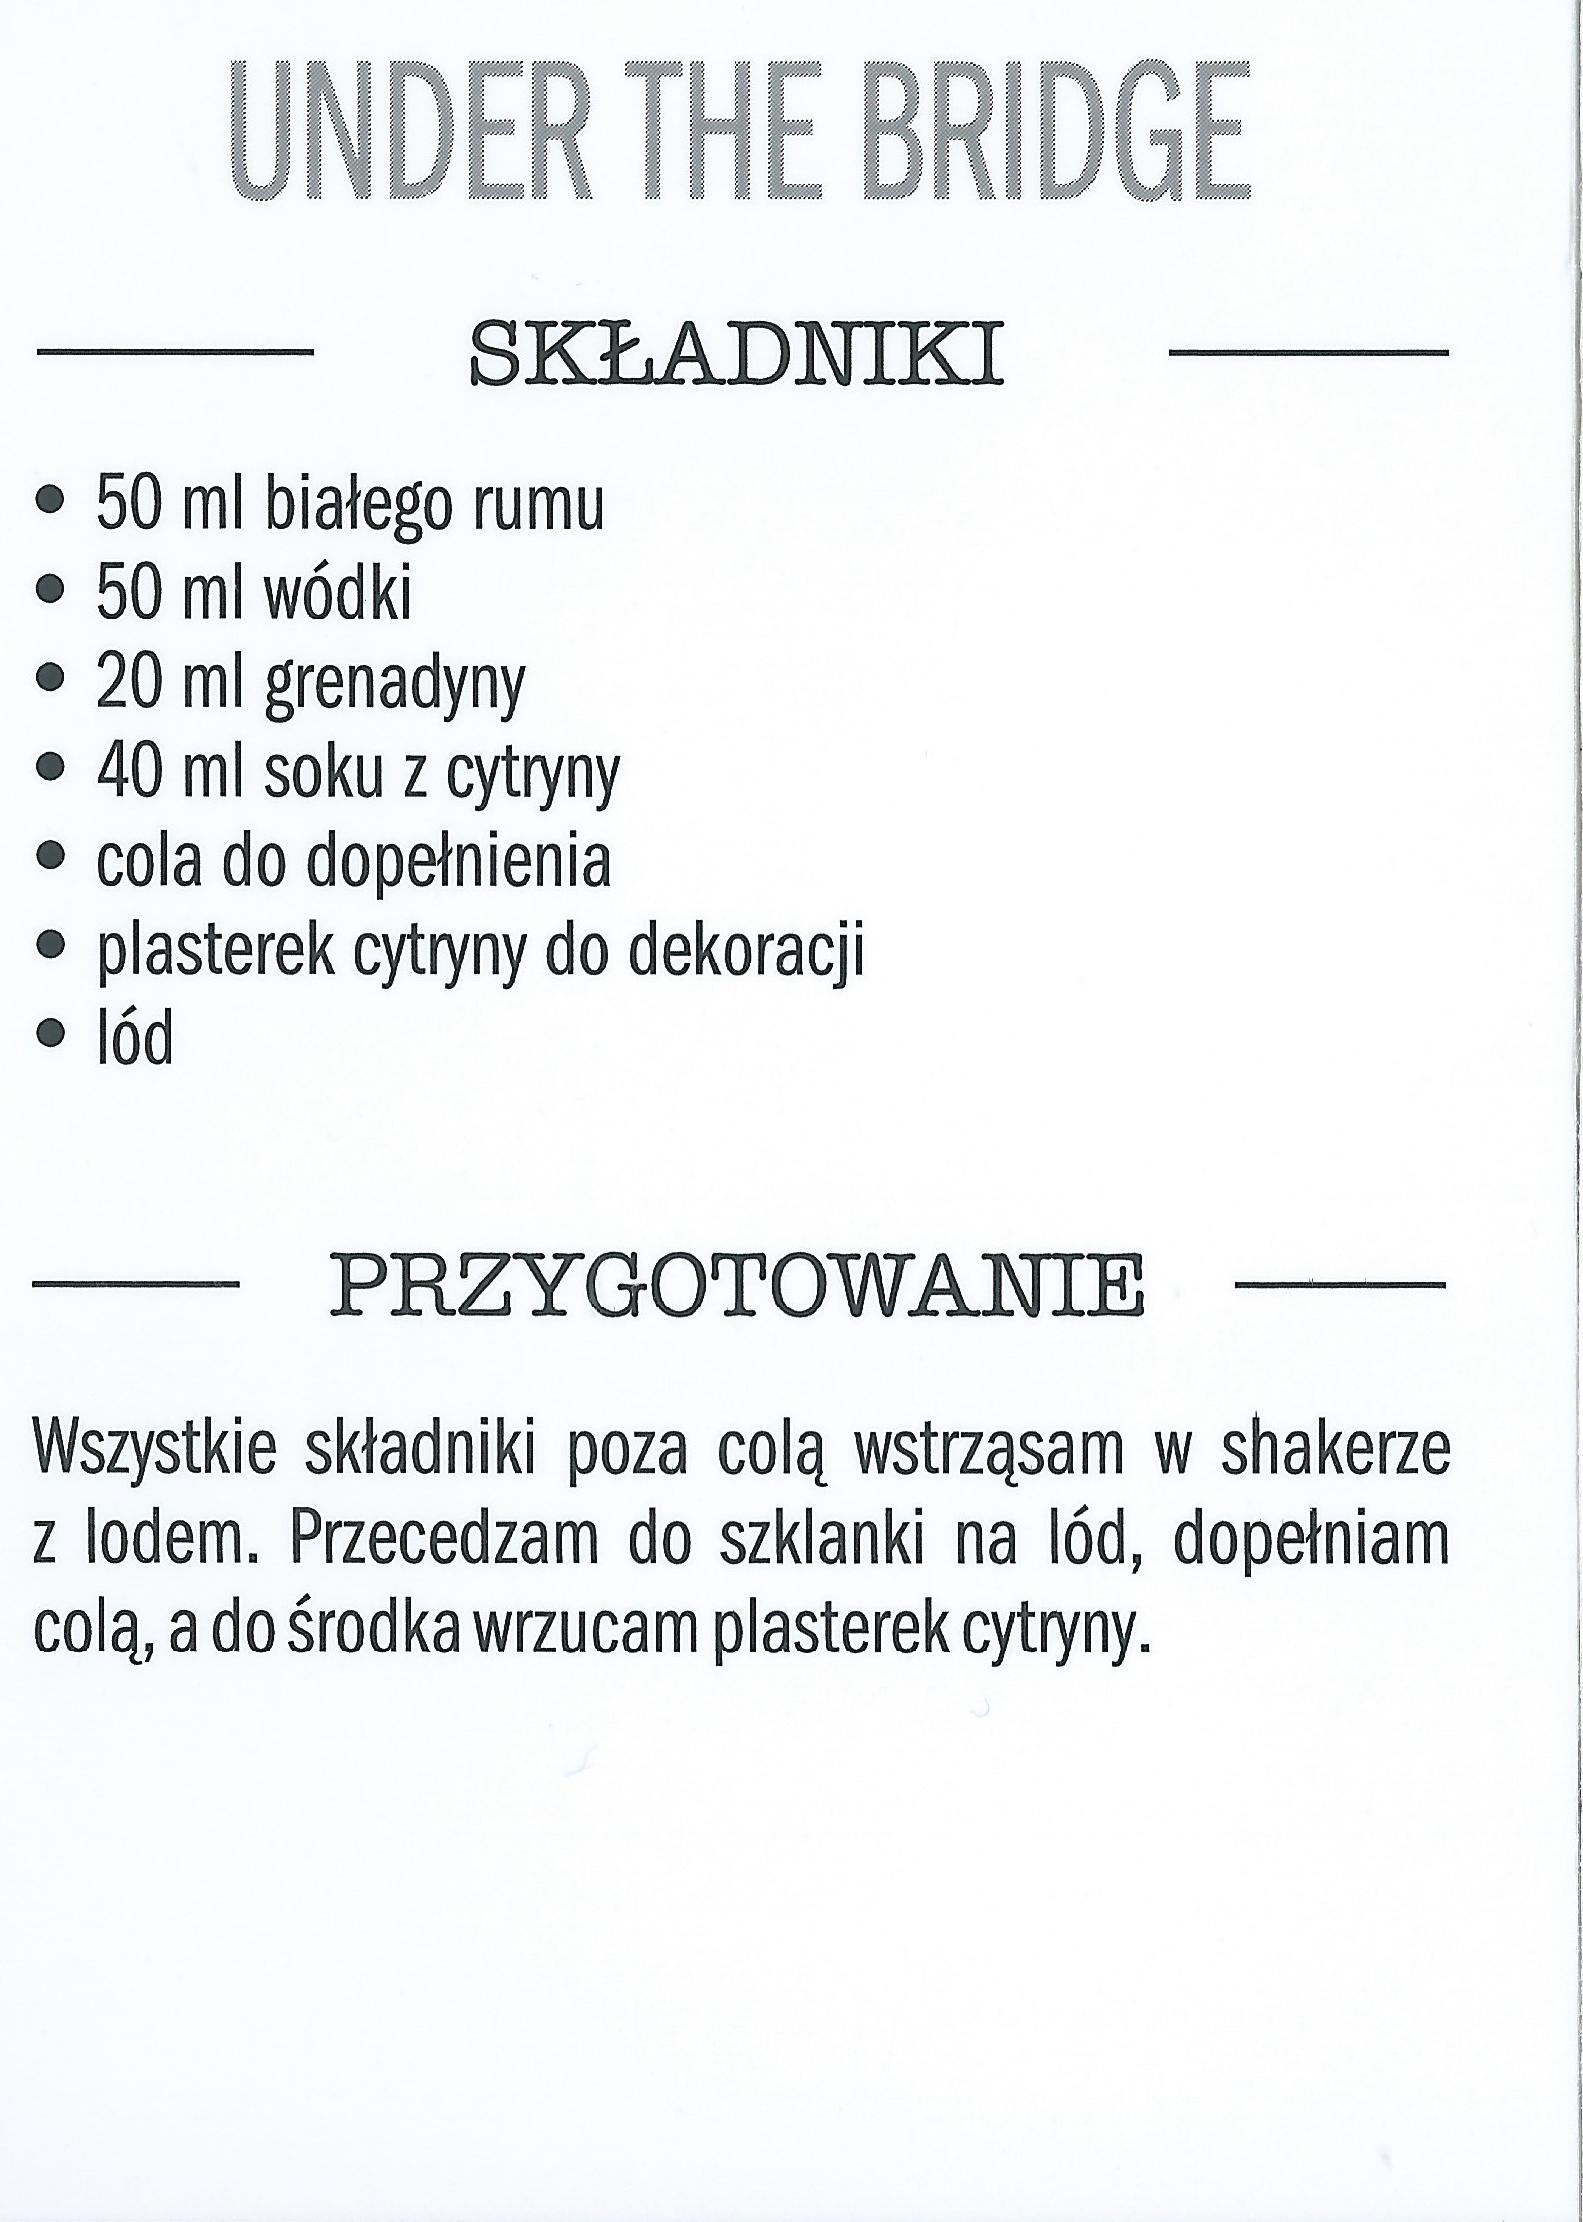 UNDER THE BRIDGE
SKŁADNIKI
• 50 ml białego rumu
• 50 ml wódki
• 20 ml grenadyny
• 40 ml soku z cytryny
• cola do dopełnienia
• plasterek cytryny do dekoracji
• lód
PRZYGOTOWANIE
Wszystkie składniki poza colą wstrząsam w shakerze
z lodem. Przecedzam do szklanki na lód, dopełniam
colą, a do środka wrzucam plasterek cytryny.